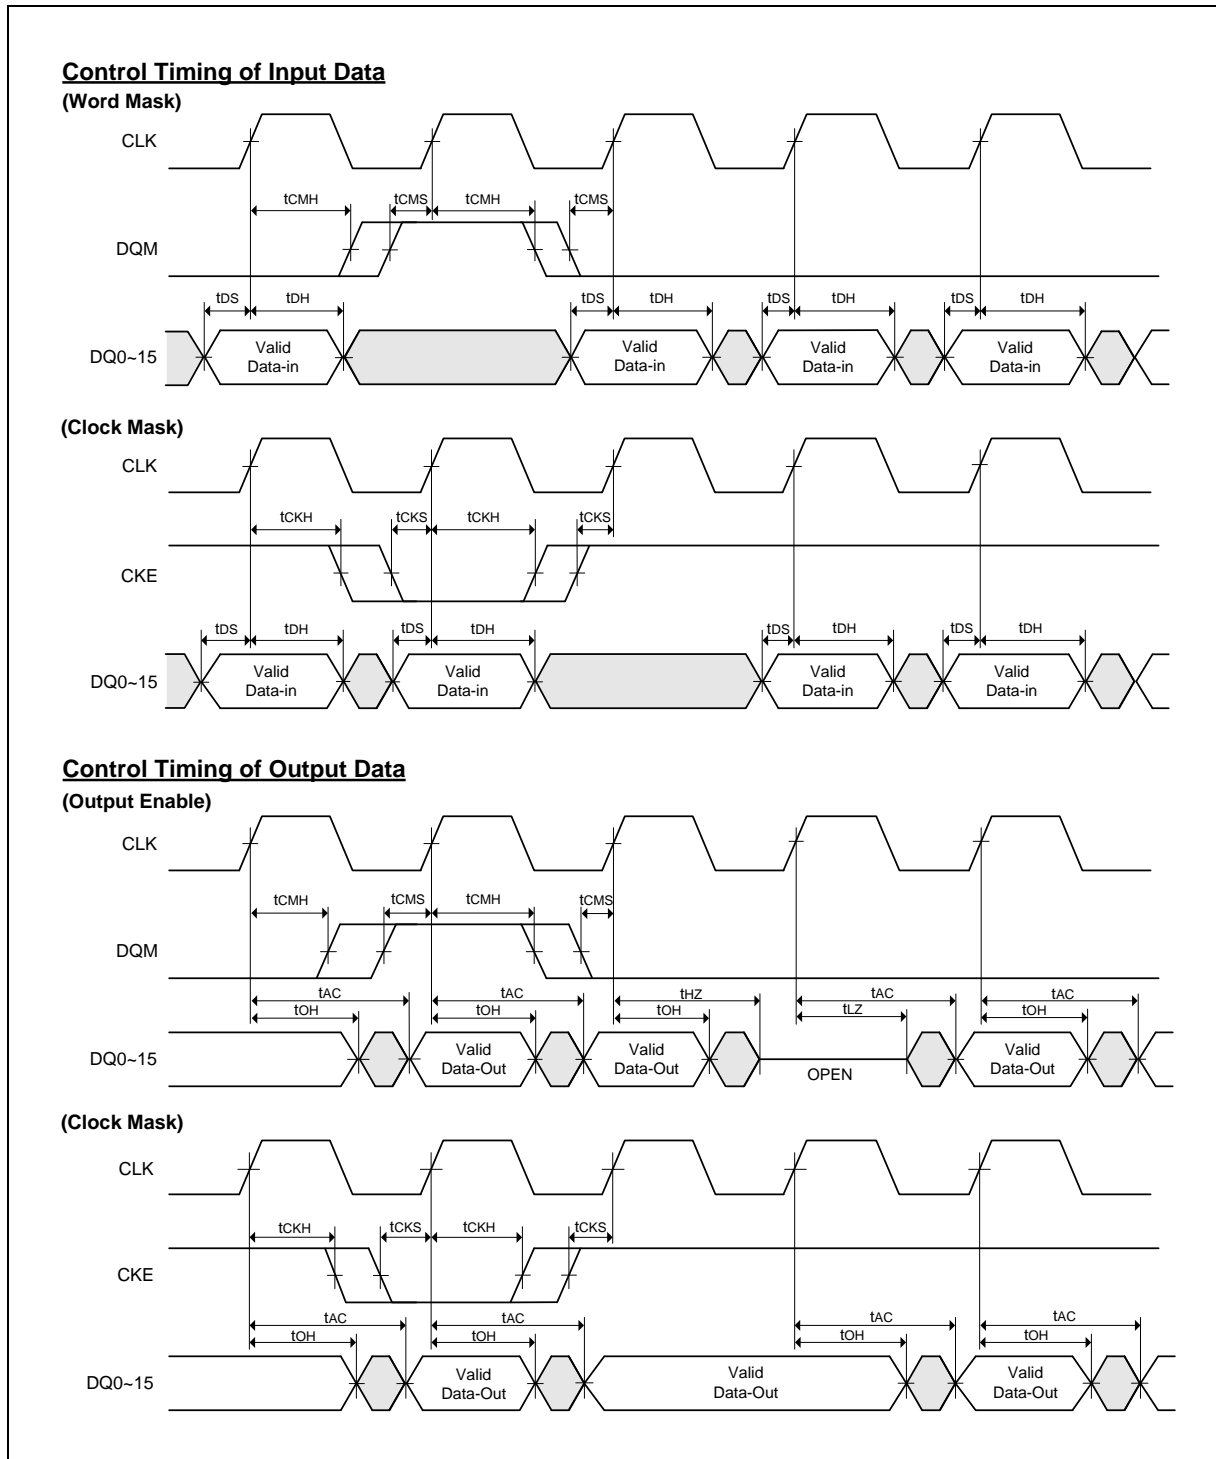 Control Timing of Input Data
(Word Mask)
CLK
tCMH tCMS tCMH tCMS
DQM
tDS tDH tDS tDH tDS tDH tDS tDH
DQ0~15
Valid Data-in
Valid Data-in
Valid Data-in
Valid Data-in
(Clock Mask)
CLK
tCKH tCKS tCKH tCKS
CKE
tDS tDH tDS tDH tDS tDH tDS tDH
DQ0~15
Valid Data-in
Valid Data-in
Valid Data-in
Valid Data-in
Control Timing of Output Data
(Output Enable)
CLK
tCMH tCMS tCMH tCMS
DQM
tAC tAC tHZ tAC tAC
tOH tOH tOH tLZ tOH
DQ0~15
Valid Data-Out
Valid Data-Out
OPEN
Valid Data-Out
(Clock Mask)
CLK
tCKH tCKS tCKH tCKS
CKE
tAC tAC tAC tAC
tOH tOH tOH tOH
DQ0~15
Valid Data-Out
Valid Data-Out
Valid Data-Out